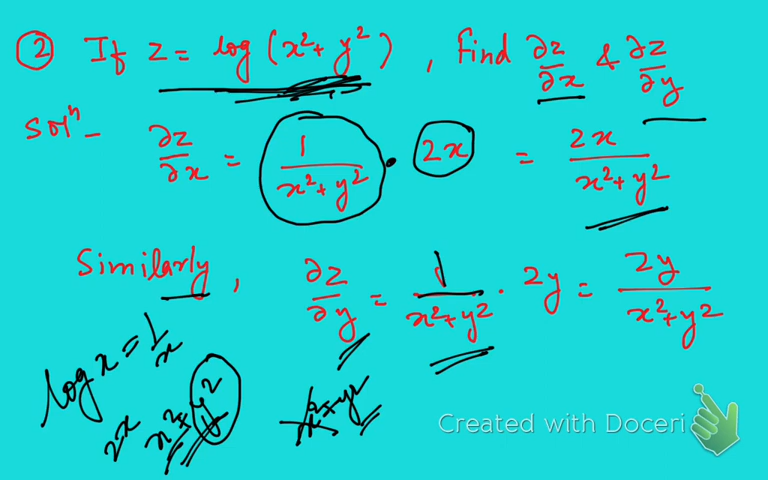 ② If z = log (x² + y²) , Find ∂z/∂x & ∂z/∂y
Solⁿ – ∂z/∂x = 1/(x² + y²) · 2x = 2x/(x² + y²)
Similarly , ∂z/∂y = 1/(x² + y²) · 2y = 2y/(x² + y²)
log x = 1/x
2x x² + y²
Created with Doceri